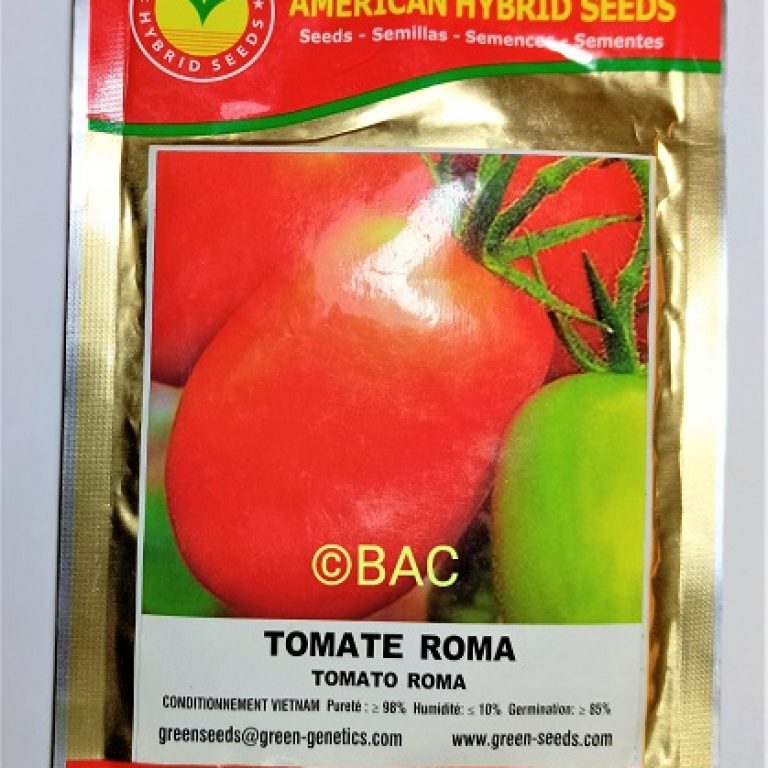 AMERICAN HYBRID SEEDS
Seeds - Semillas - Semences - Sementes
HYBRID SEEDS
©BAC
TOMATE ROMA
TOMATO ROMA
CONDITIONNEMENT VIETNAM Pureté : ≥ 98% Humidité: ≤ 10% Germination: ≥ 85%
greenseeds@green-genetics.com www.green-seeds.com